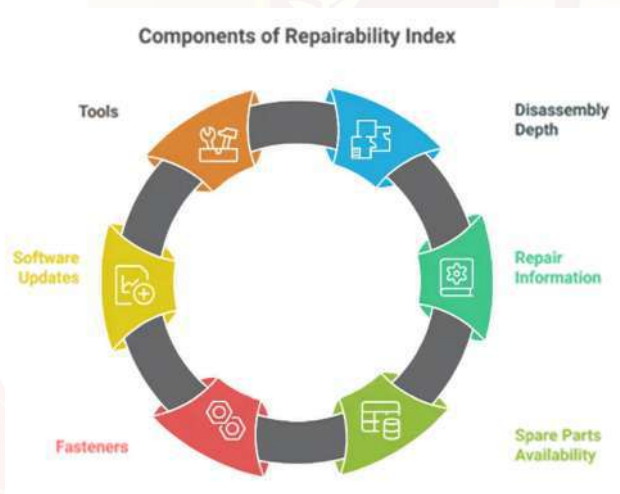 Components of Repairability Index
Tools
Disassembly
Depth
Software
Updates
Repair
Information
Fasteners
Spare Parts
Availability